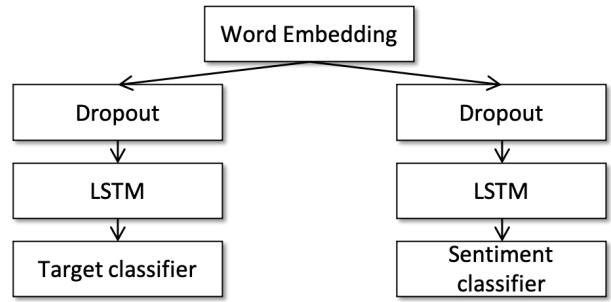 Word Embedding
Dropout
Dropout
LSTM
LSTM
Target classifier
Sentiment
classifier